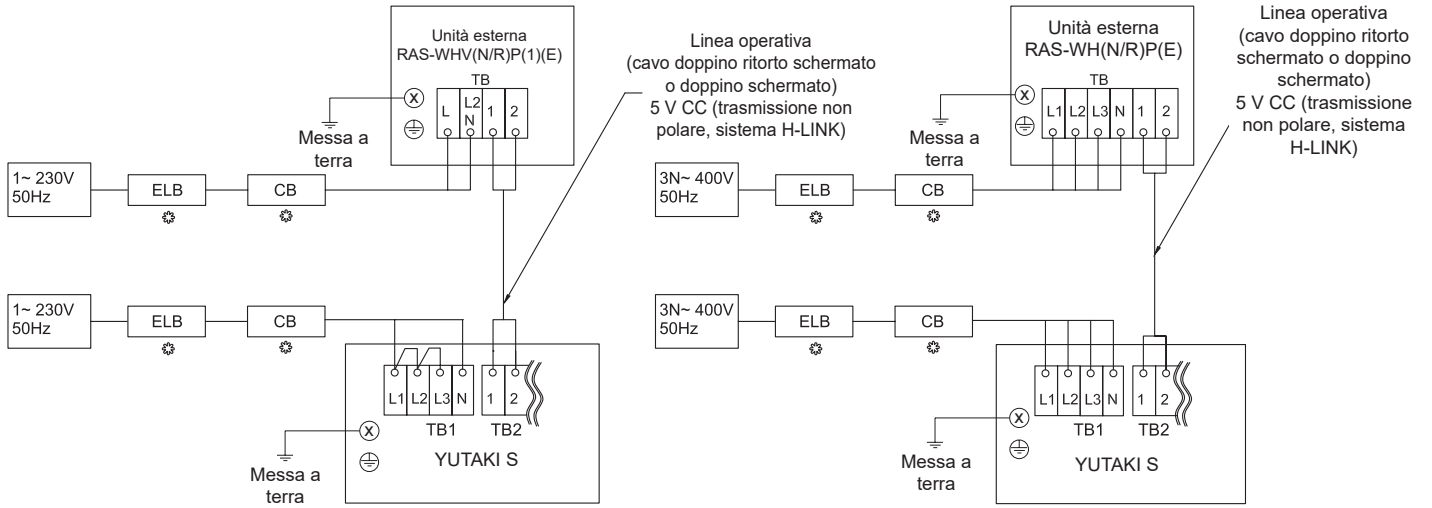 Unità esterna
RAS-WHV(N/R)P(1)(E)
TB
L
L2
N
1
2
X
Messa a
terra
Linea operativa
(cavo doppino ritorto schermato
o doppino schermato)
5 V CC (trasmissione non
polare, sistema H-LINK)
1~ 230V
50Hz
ELB
CB
1~ 230V
50Hz
ELB
CB
L1
L2
L3
N
1
2
TB1
TB2
X
YUTAKI S
Messa a
terra
Unità esterna
RAS-WH(N/R)P(E)
TB
L1
L2
L3
N
1
2
X
Messa a
terra
Linea operativa
(cavo doppino ritorto
schermato o doppino
schermato)
5 V CC (trasmissione
non polare, sistema
H-LINK)
3N~ 400V
50Hz
ELB
CB
3N~ 400V
50Hz
ELB
CB
L1
L2
L3
N
1
2
TB1
TB2
X
YUTAKI S
Messa a
terra